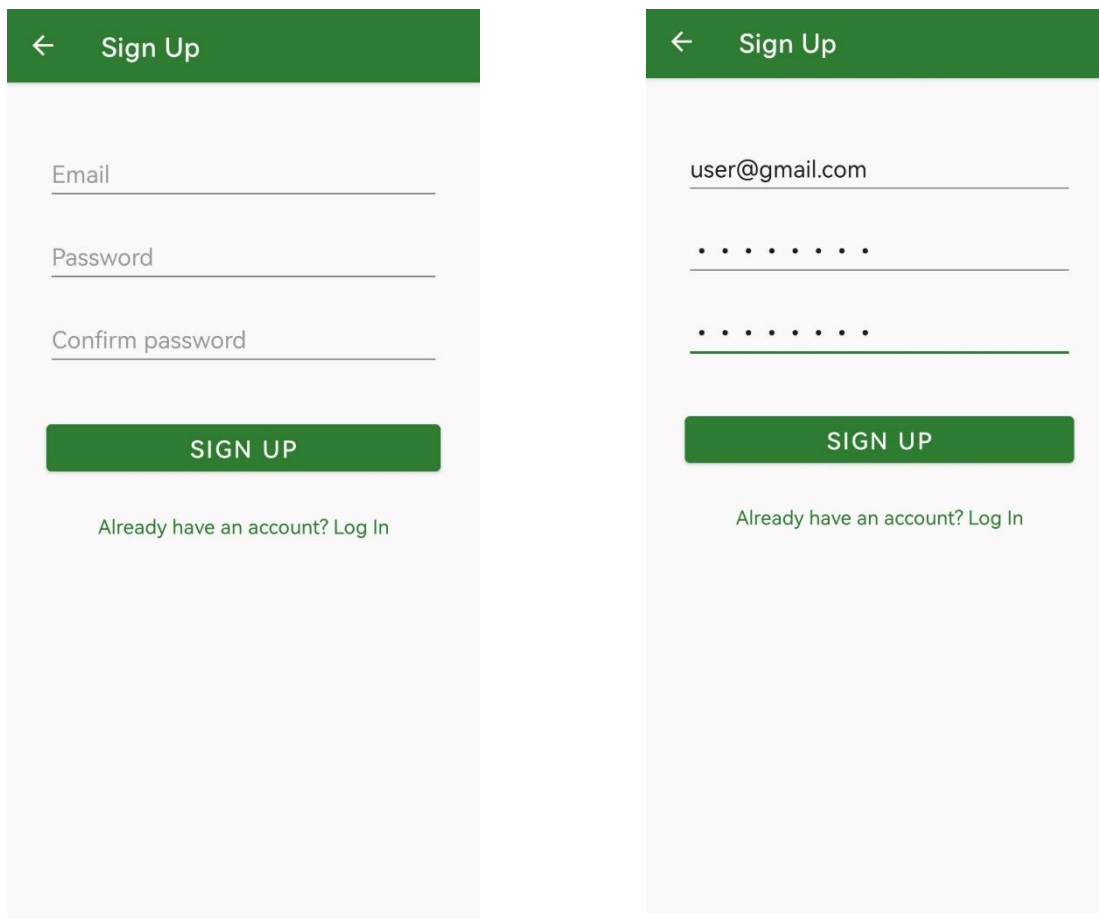 Sign Up
Email
Password
Confirm password
SIGN UP
Already have an account? Log In
Sign Up
user@gmail.com
• • • • • • • •
• • • • • • • •
SIGN UP
Already have an account? Log In